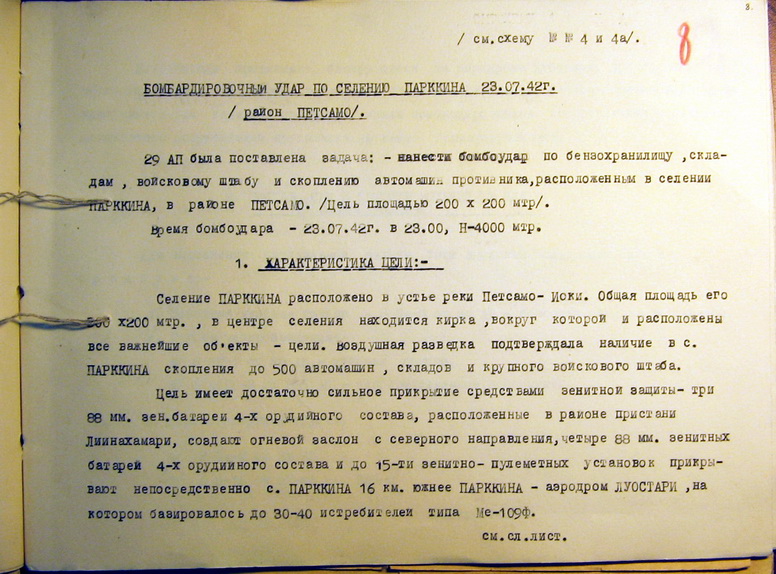 8.
/ см.схему №№ 4 и 4а/.
8
БОМБАРДИРОВОЧНЫЙ УДАР ПО СЕЛЕНИЮ ПАРККИНА 23.07.42г.
/ район ПЕТСАМО/.
29 АП была поставлена задача: - нанести бомбоудар по бензохранилищу ,скла-
дам , войсковому штабу и скоплению автомашин противника,расположенным в селении
ПАРККИНА, в районе ПЕТСАМО. /Цель площадью 200 х 200 мтр/.
Время бомбоудара - 23.07.42г. в 23.00, Н-4000 мтр.
1. ХАРАКТЕРИСТИКА ЦЕЛИ:-
Селение ПАРККИНА расположено в устье реки Петсамо- Иоки. Общая площадь его
200 х200 мтр. , в центре селения находится кирка ,вокруг которой и расположены
все важнейшие об'екты - цели. Воздушная разведка подтверждала наличие в с.
ПАРККИНА скопления до 500 автомашин , складов и крупного войскового штаба.
Цель имеет достаточно сильное прикрытие средствами зенитной защиты- три
88 мм. зен.батареи 4-х орудийного состава, расположенные в районе пристани
Лиинахамари, создают огневой заслон с северного направления,четыре 88 мм. зенитных
батарей 4-х орудийного состава и до 15-ти зенитно- пулеметных установок прикры-
вают непосредственно с. ПАРККИНА 16 км. южнее ПАРККИНА - аэродром ЛУОСТАРИ ,на
котором базировалось до 30-40 истребителей типа Ме-109ф.
см.сл.лист.